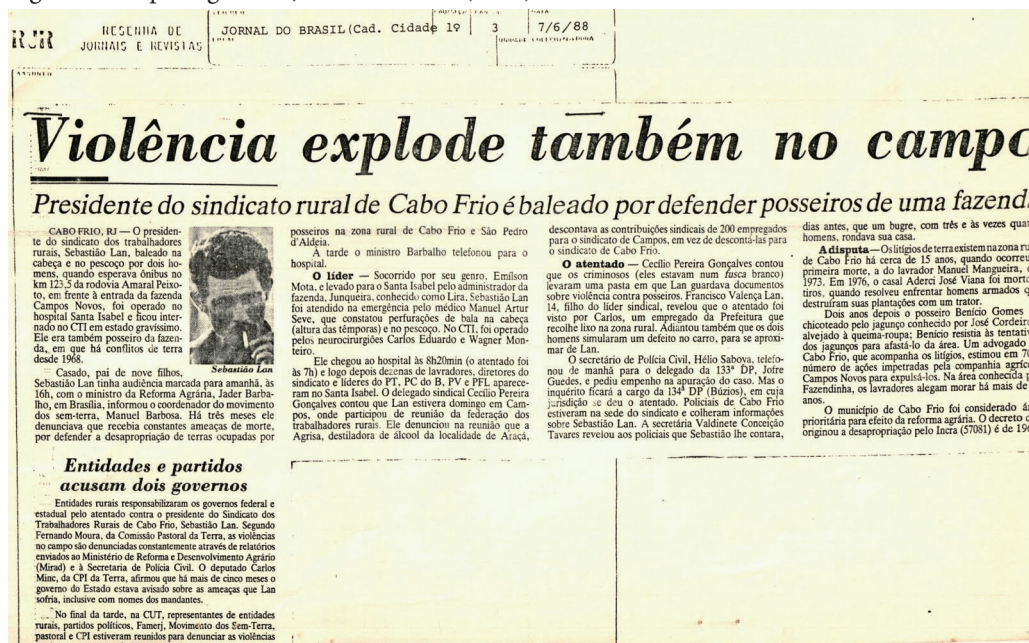 RJR
RESENHA DE
JORNAIS E REVISTAS
JORNAL DO BRASIL(Cad. Cidade 1º
3
7/6/88
Violência explode também no campo
Presidente do sindicato rural de Cabo Frio é baleado por defender posseiros de uma fazend
CABO FRIO, RJ — O presiden-
te do sindicato dos trabalhadores
rurais, Sebastião Lan, baleado na
cabeça e no pescoço por dois ho-
mens, quando esperava ônibus no
km 123,5 da rodovia Amaral Peixo-
to, em frente à entrada da fazenda
Campos Novos, foi operado no
hospital Santa Isabel e ficou inter-
nado no CTI em estado gravíssimo.
Ele era também posseiro da fazen-
da, em que há conflitos de terra
desde 1968.
Casado, pai de nove filhos,
Sebastião Lan tinha audiência marcada para amanhã, às
16h, com o ministro da Reforma Agrária, Jader Barba-
lho, em Brasília, informou o coordenador do movimento
dos sem-terra, Manuel Barbosa. Há três meses ele
denunciava que recebia constantes ameaças de morte,
por defender a desapropriação de terras ocupadas por
Sebastião Lan
posseiros na zona rural de Cabo Frio e São Pedro
d'Aldeia.
À tarde o ministro Barbalho telefonou para o
hospital.
O líder — Socorrido por seu genro, Emílson
Mota, e levado para o Santa Isabel pelo administrador da
fazenda, Junqueira, conhecido como Lira, Sebastião Lan
foi atendido na emergência pelo médico Manuel Artur
Seve, que constatou perfurações de bala na cabeça
(altura das têmporas) e no pescoço. No CTI, foi operado
pelos neurocirurgiões Carlos Eduardo e Wagner Mon-
teiro.
Ele chegou ao hospital às 8h20min (o atentado foi
às 7h) e logo depois dezenas de lavradores, diretores do
sindicato e líderes do PT, PC do B, PV e PFL aparece-
ram no Santa Isabel. O delegado sindical Cecílio Pereira
Gonçalves contou que Lan estivera domingo em Cam-
pos, onde participou de reunião da federação dos
trabalhadores rurais. Ele denunciou na reunião que a
Agrisa, destiladora de álcool da localidade de Araçá,
descontava as contribuições sindicais de 200 empregados
para o sindicato de Campos, em vez de descontá-las para
o sindicato de Cabo Frio.
O atentado — Cecílio Pereira Gonçalves contou
que os criminosos (eles estavam num fusca branco)
levaram uma pasta em que Lan guardava documentos
sobre violência contra posseiros. Francisco Valença Lan,
14, filho do líder sindical, revelou que o atentado foi
visto por Carlos, um empregado da Prefeitura que
recolhe lixo na zona rural. Adiantou também que os dois
homens simularam um defeito no carro, para se aproxi-
mar de Lan.
O secretário de Polícia Civil, Hélio Saboya, telefo-
nou de manhã para o delegado da 133ª DP, Jofre
Guedes, e pediu empenho na apuração do caso. Mas o
inquérito ficará a cargo da 134ª DP (Búzios), em cuja
jurisdição se deu o atentado. Policiais de Cabo Frio
estiveram na sede do sindicato e colheram informações
sobre Sebastião Lan. A secretária Valdinete Conceição
Tavares revelou aos policiais que Sebastião lhe contara,
dias antes, que um bugre, com três e às vezes quat
homens, rondava sua casa.
Adisputa — Os litígios de terra existem na zona ru
de Cabo Frio há cerca de 15 anos, quando ocorreu
primeira morte, a do lavrador Manuel Mangueira, e
1973. Em 1976, o casal Aderci José Viana foi morto
tiros, quando resolveu enfrentar homens armados q
destruíram suas plantações com um trator.
Dois anos depois o posseiro Benício Gomes
chicoteado pelo jagunço conhecido por José Cordeir
alvejado à queima-roupa; Benício resistia às tentativ
dos jagunços para afastá-lo da área. Um advogado
Cabo Frio, que acompanha os litígios, estimou em 70
número de ações impetradas pela companhia agríco
Campos Novos para expulsá-los. Na área conhecida p
Fazendinha, os lavradores alegam morar há mais de
anos.
O município de Cabo Frio foi considerado á
prioritária para efeito da reforma agrária. O decreto q
originou a desapropriação pelo Incra (57081) é de 196
Entidades e partidos
acusam dois governos
Entidades rurais responsabilizaram os governos federal e
estadual pelo atentado contra o presidente do Sindicato dos
Trabalhadores Rurais de Cabo Frio, Sebastião Lan. Segundo
Fernando Moura, da Comissão Pastoral da Terra, as violências
no campo são denunciadas constantemente através de relatórios
enviados ao Ministério de Reforma e Desenvolvimento Agrário
(Mirad) e à Secretaria de Polícia Civil. O deputado Carlos
Minc, da CPI da Terra, afirmou que há mais de cinco meses o
governo do Estado estava avisado sobre as ameaças que Lan
sofria, inclusive com nomes dos mandantes.
No final da tarde, na CUT, representantes de entidades
rurais, partidos políticos, Famerj, Movimento dos Sem-Terra,
pastoral e CPI estiveram reunidos para denunciar as violências